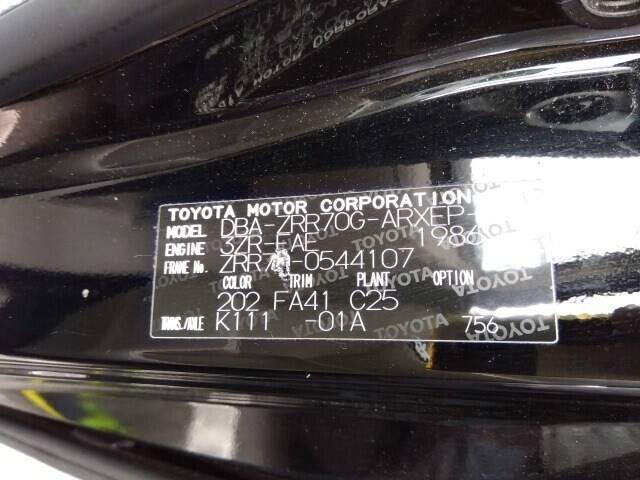 TOYOTA MOTOR CORPORATION
MODEL DBA-ZRR70G-ARXEP
ENGINE 3ZR-FAE 1986
FRAME No. ZRR70-0544107
COLOR TRIM PLANT OPTION
202 FA41 C25
TRANS./AXLE K111 -01A 756